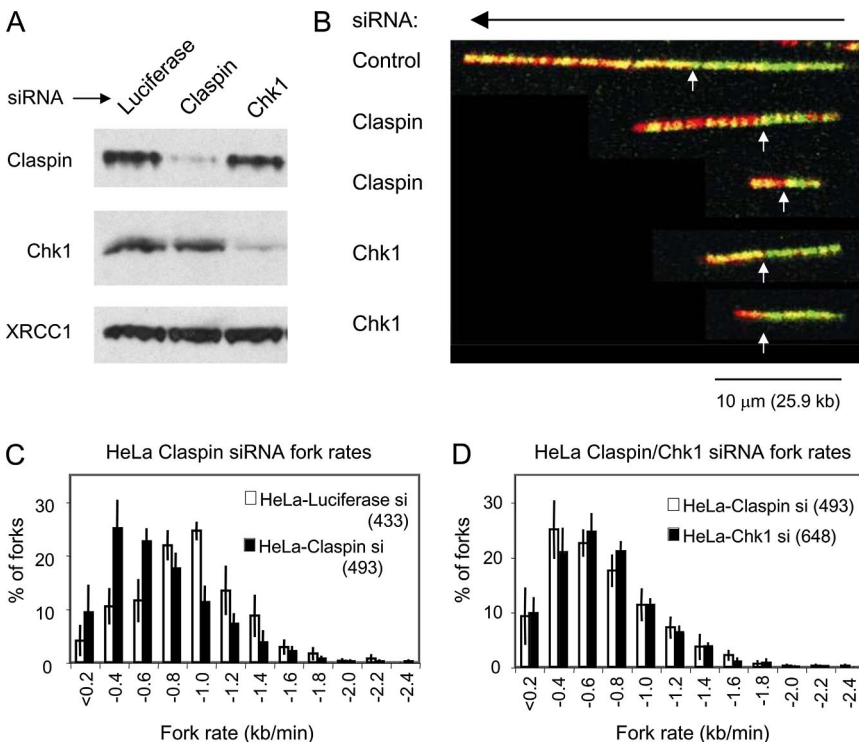 A
siRNA
Luciferase
Claspin
Chk1
Claspin
Chk1
XRCC1
B
siRNA:
Control
Claspin
Claspin
Chk1
Chk1
10 μm (25.9 kb)
C
HeLa Claspin siRNA fork rates
% of forks
30
20
10
0
HeLa-Luciferase si
(433)
HeLa-Claspin si
(493)
<0.2
-0.4
-0.6
-0.8
-1.0
-1.2
-1.4
-1.6
-1.8
-2.0
-2.2
-2.4
Fork rate (kb/min)
D
HeLa Claspin/Chk1 siRNA fork rates
% of forks
30
20
10
0
HeLa-Claspin si (493)
HeLa-Chk1 si (648)
<0.2
-0.4
-0.6
-0.8
-1.0
-1.2
-1.4
-1.6
-1.8
-2.0
-2.2
-2.4
Fork rate (kb/min)